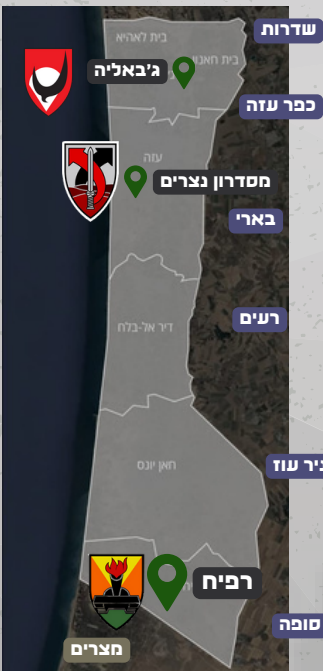 שדרות
בית לאהיא
בית חאנון
ג'באליה
כפר עזה
עזה
מסדרון נצרים
בארי
רעים
דיר אל-בלח
ניר עוז
חאן יונס
רפיח
סופה
מצרים